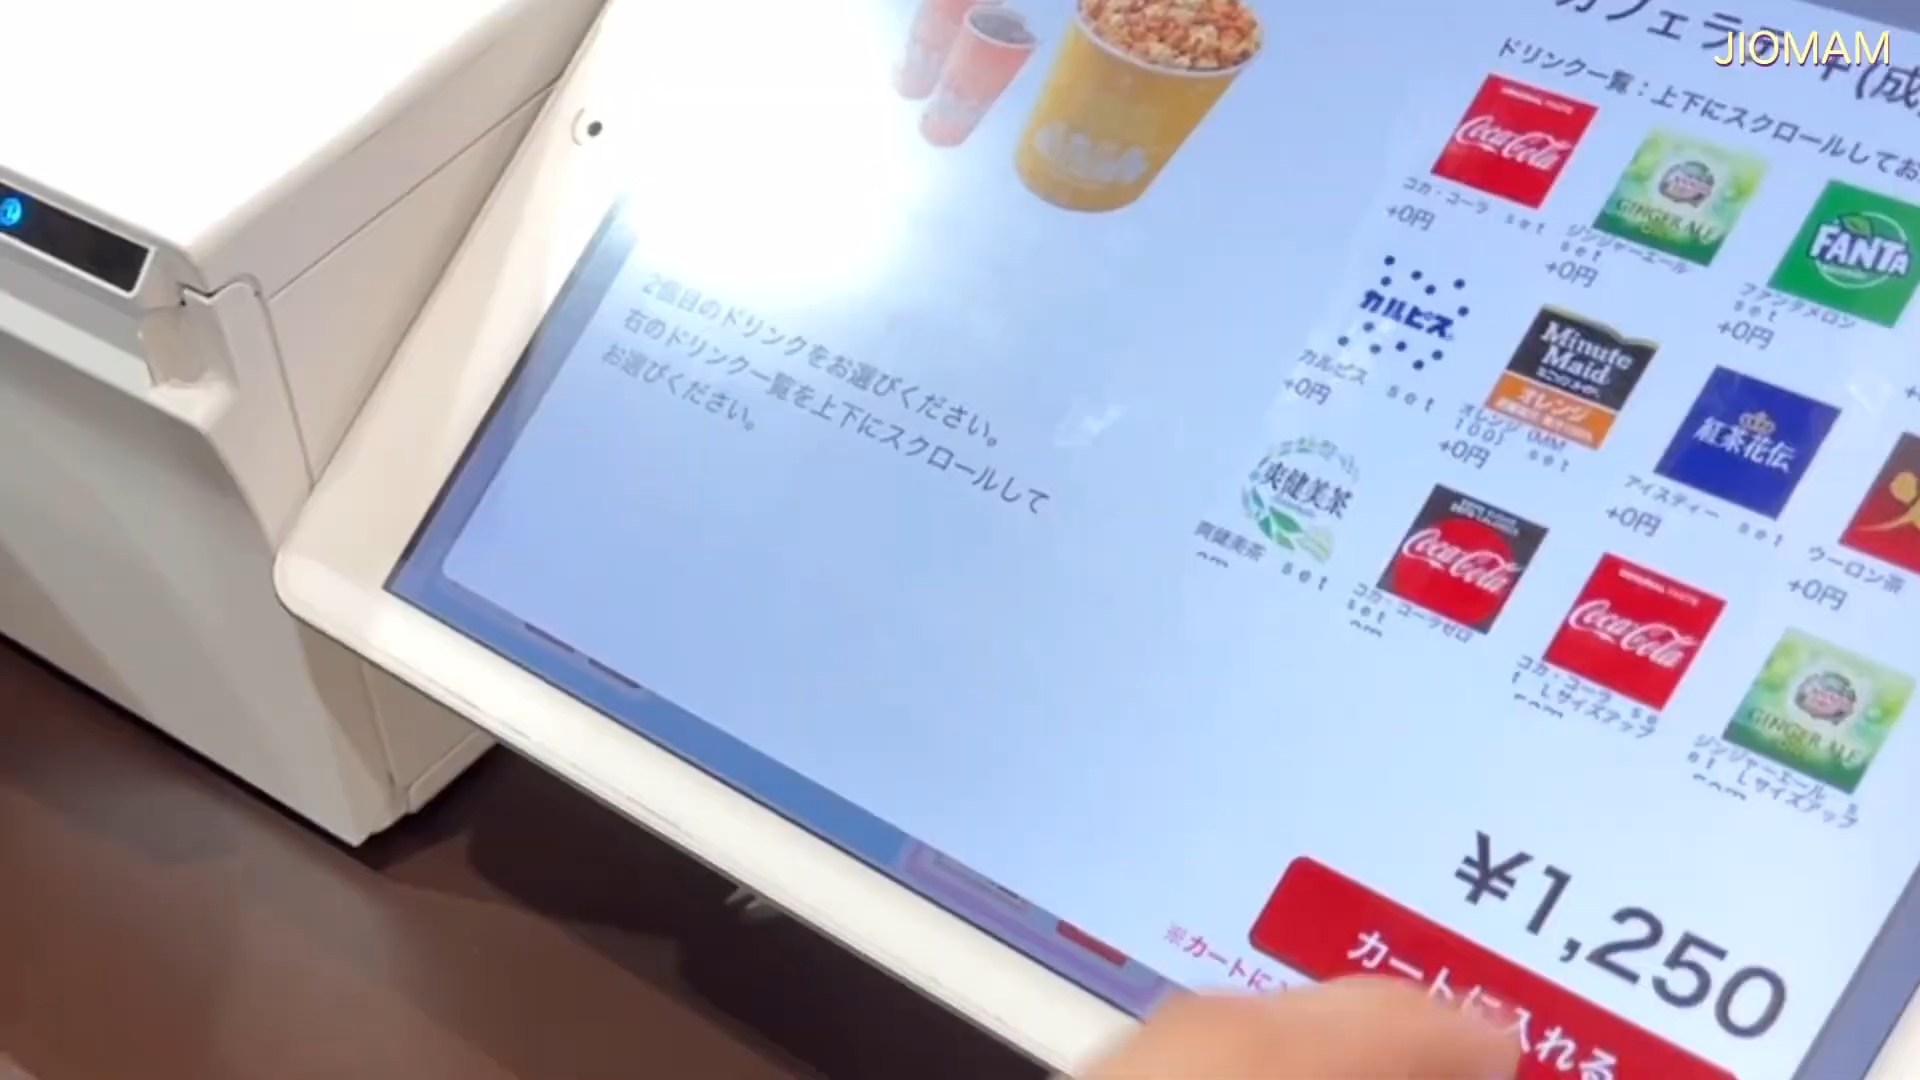 JIOMAM
ドリンク一覧：上下にスクロールしてお
Coca-Cola
コカ・コーラ set
+0円
GINGER ALE
ジンジャーエール
set
+0円
FANTA
ファンタメロン
set
+0円
カルピス
カルピス set
+0円
Minute
Maid
オレンジ
オレンジ
100% (MM
set
+0円
紅茶花伝
アイスティー set
+0円
ウーロン茶
+0円
爽健美茶
爽健美茶 set
Coca-Cola
コカ・コーラゼロ
set
Coca-Cola
コカ・コーラ se
t Lサイズアップ
GINGER ALE
ジンジャーエール s
et Lサイズアップ
2個目のドリンクをお選びください。
右のドリンク一覧を上下にスクロールして
お選びください。
¥1,250
カートに入れる
※カートに